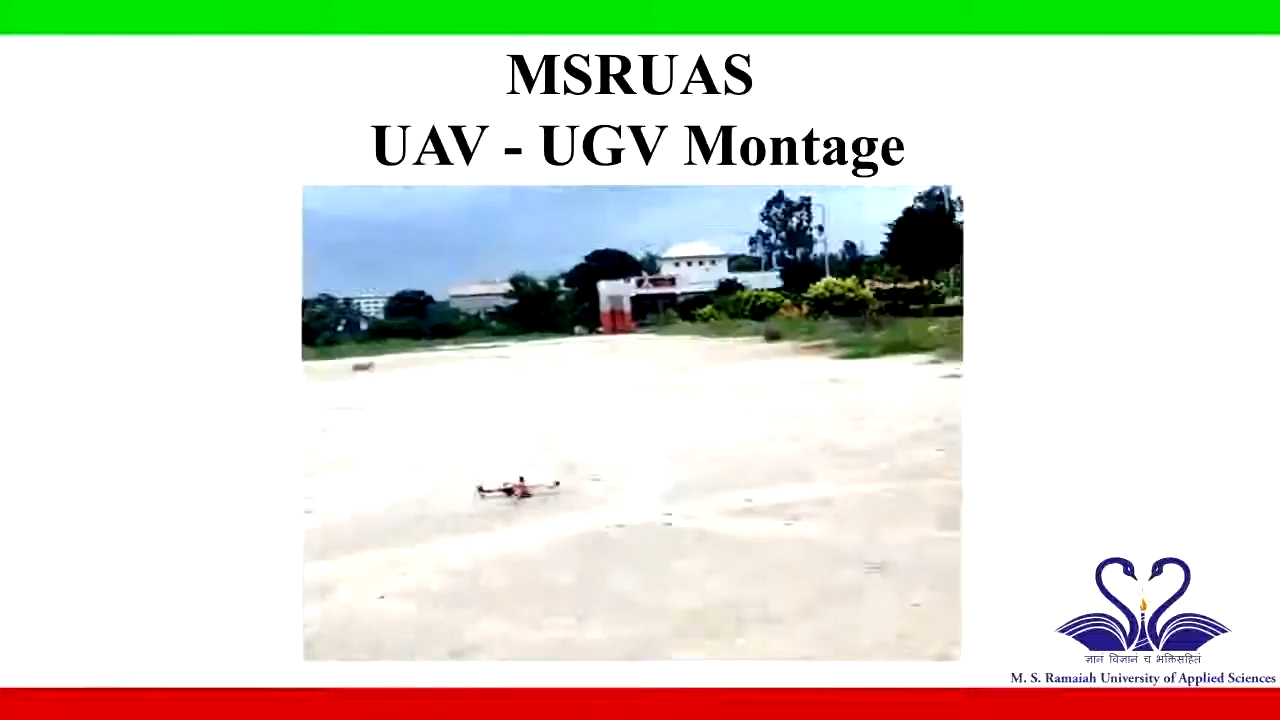 MSRUAS
UAV - UGV Montage
ज्ञानं विज्ञानं च भक्तिसहितं
M. S. Ramaiah University of Applied Sciences